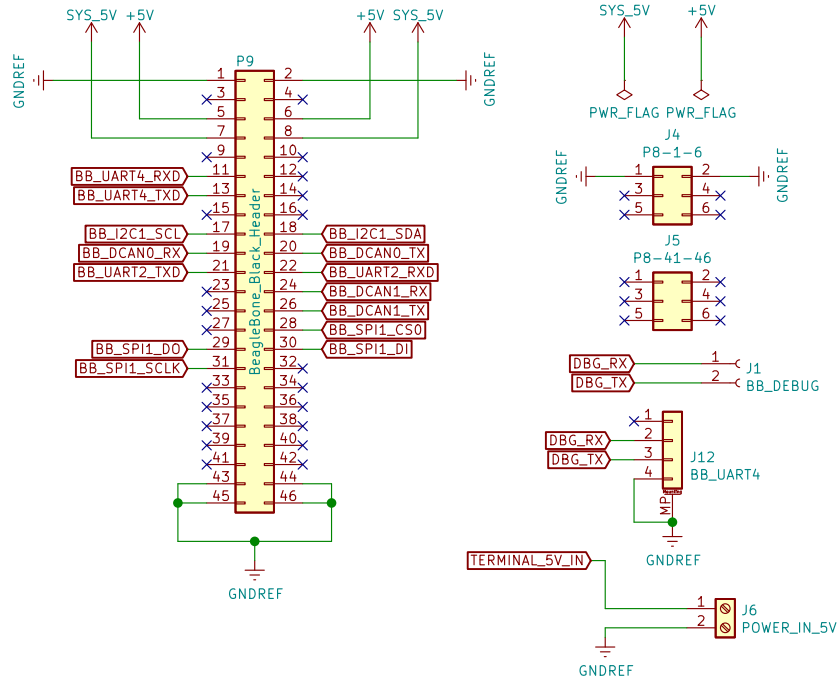 SYS_5V +5V
+5V SYS_5V
P9
GNDREF
GNDREF
1 2
3 4
5 6
7 8
9 10
BB_UART4_RXD 11 12
BB_UART4_TXD 13 14
15 16
BB_I2C1_SCL 17 18 BB_I2C1_SDA
BB_DCAN0_RX 19 20 BB_DCAN0_TX
BB_UART2_TXD 21 22 BB_UART2_RXD
23 24 BB_DCAN1_RX
25 26 BB_DCAN1_TX
27 28 BB_SPI1_CS0
BB_SPI1_DO 29 30 BB_SPI1_DI
BB_SPI1_SCLK 31 32
33 34
35 36
37 38
39 40
41 42
43 44
45 46
BeagleBone_Black_Header
GNDREF
SYS_5V +5V
PWR_FLAG PWR_FLAG
J4
P8-1-6
GNDREF
GNDREF
1 2
3 4
5 6
J5
P8-41-46
1 2
3 4
5 6
DBG_RX 1
DBG_TX 2
J1
BB_DEBUG
1
DBG_RX 2
DBG_TX 3
4
MP
J12
BB_UART4
GNDREF
TERMINAL_5V_IN
1
2
J6
POWER_IN_5V
GNDREF